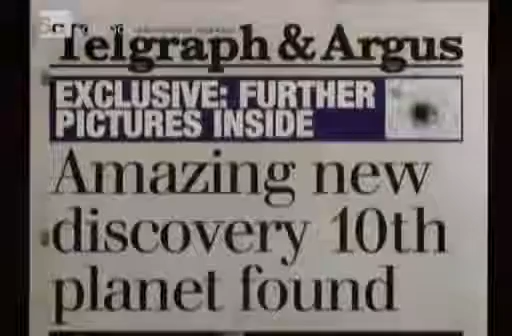 Telgraph & Argus
EXCLUSIVE: FURTHER
PICTURES INSIDE
Amazing new
discovery 10th
planet found